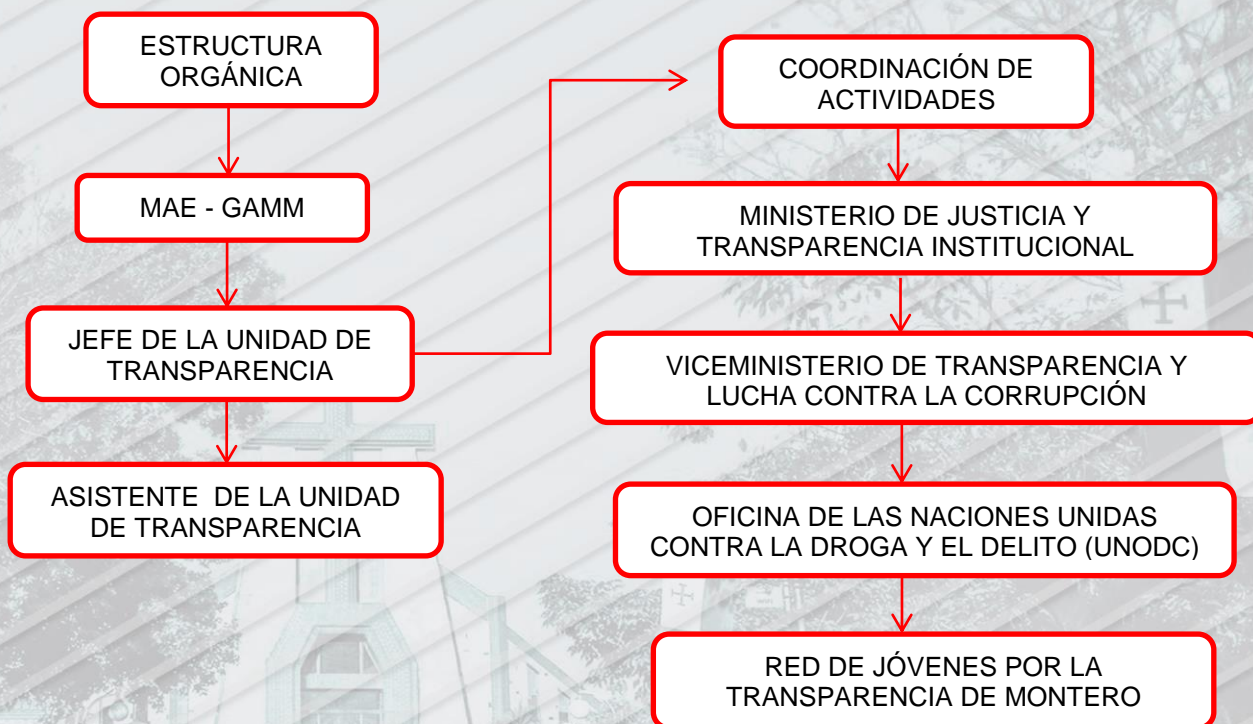 ESTRUCTURA
ORGÁNICA
MAE - GAMM
JEFE DE LA UNIDAD DE
TRANSPARENCIA
ASISTENTE DE LA UNIDAD
DE TRANSPARENCIA
COORDINACIÓN DE
ACTIVIDADES
MINISTERIO DE JUSTICIA Y
TRANSPARENCIA INSTITUCIONAL
VICEMINISTERIO DE TRANSPARENCIA Y
LUCHA CONTRA LA CORRUPCIÓN
OFICINA DE LAS NACIONES UNIDAS
CONTRA LA DROGA Y EL DELITO (UNODC)
RED DE JÓVENES POR LA
TRANSPARENCIA DE MONTERO